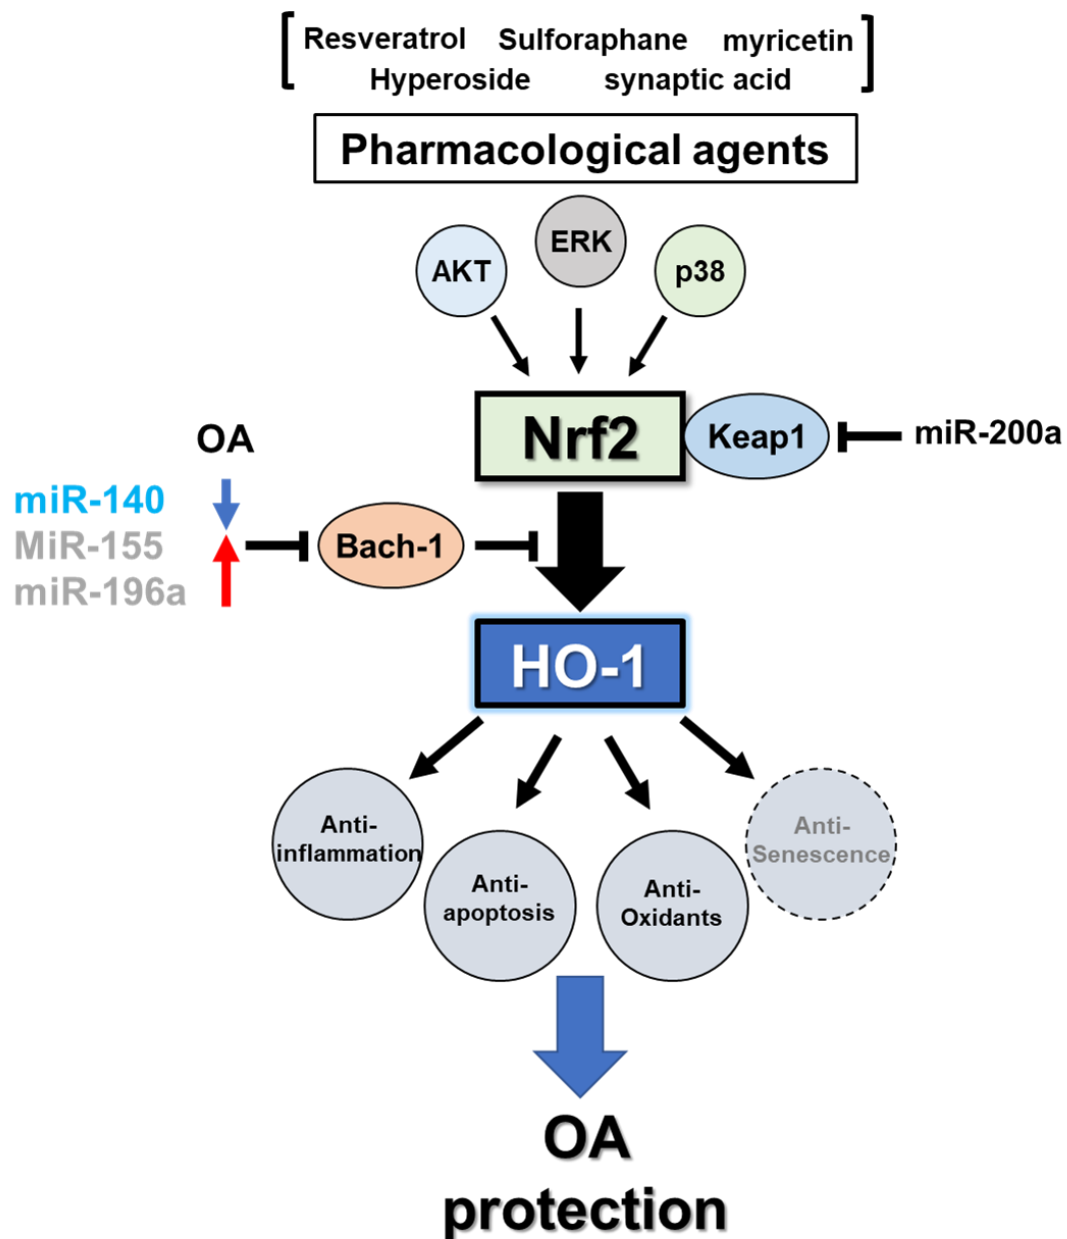 Resveratrol Sulforaphane myricetin
Hyperoside synaptic acid
Pharmacological agents
AKT
ERK
p38
Nrf2
Keap1
miR-200a
OA
miR-140
MiR-155
miR-196a
Bach-1
HO-1
Anti-
inflammation
Anti-
apoptosis
Anti-
Oxidants
Anti-
Senescence
OA
protection